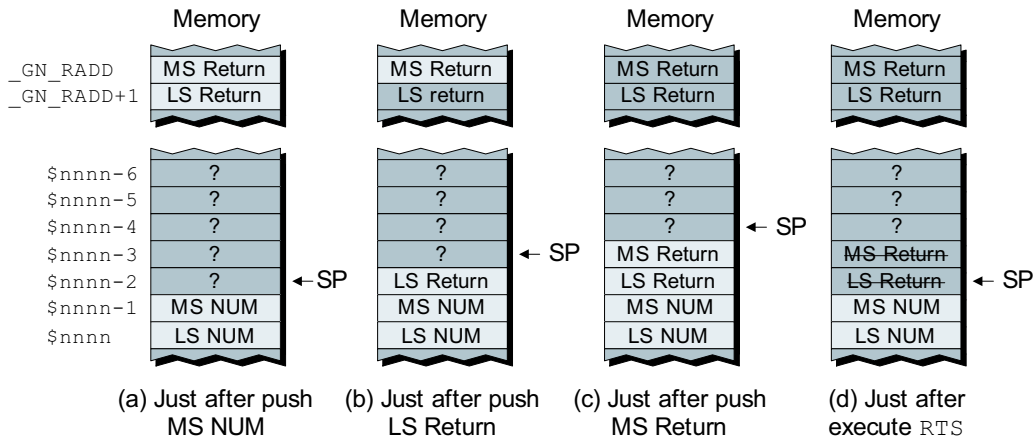 Memory Memory Memory Memory
_GN_RADD MS Return MS Return MS Return MS Return
_GN_RADD+1 LS Return LS return LS Return LS Return
$nnnn-6 ? ? ? ?
$nnnn-5 ? ? ? ?
$nnnn-4 ? ? ? ← SP ?
$nnnn-3 ? ? ← SP MS Return MS Return
$nnnn-2 ? ← SP LS Return LS Return LS Return ← SP
$nnnn-1 MS NUM MS NUM MS NUM MS NUM
$nnnn LS NUM LS NUM LS NUM LS NUM
(a) Just after push (b) Just after push (c) Just after push (d) Just after
MS NUM LS Return MS Return execute RTS